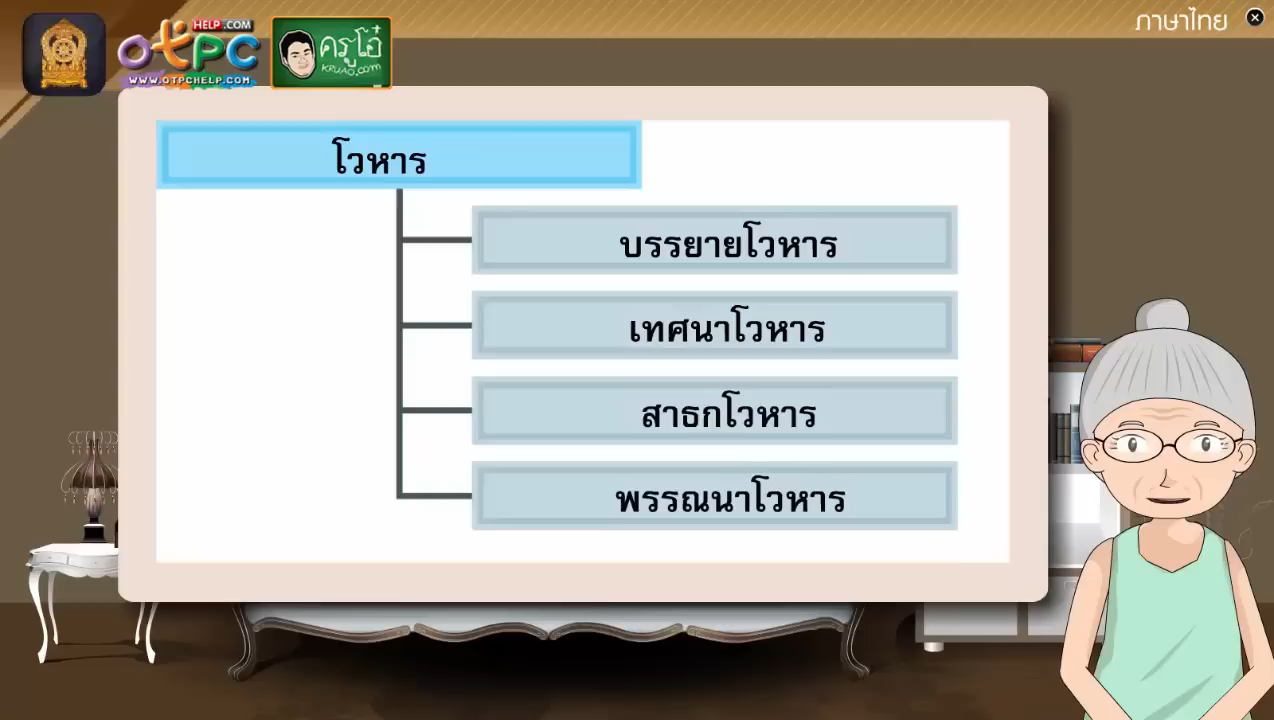 ภาษาไทย
HELP.COM
OTPC
WWW.OTPCHELP.COM
ครูโอ๋
KRUAO.COM
โวหาร
บรรยายโวหาร
เทศนาโวหาร
สาธกโวหาร
พรรณนาโวหาร